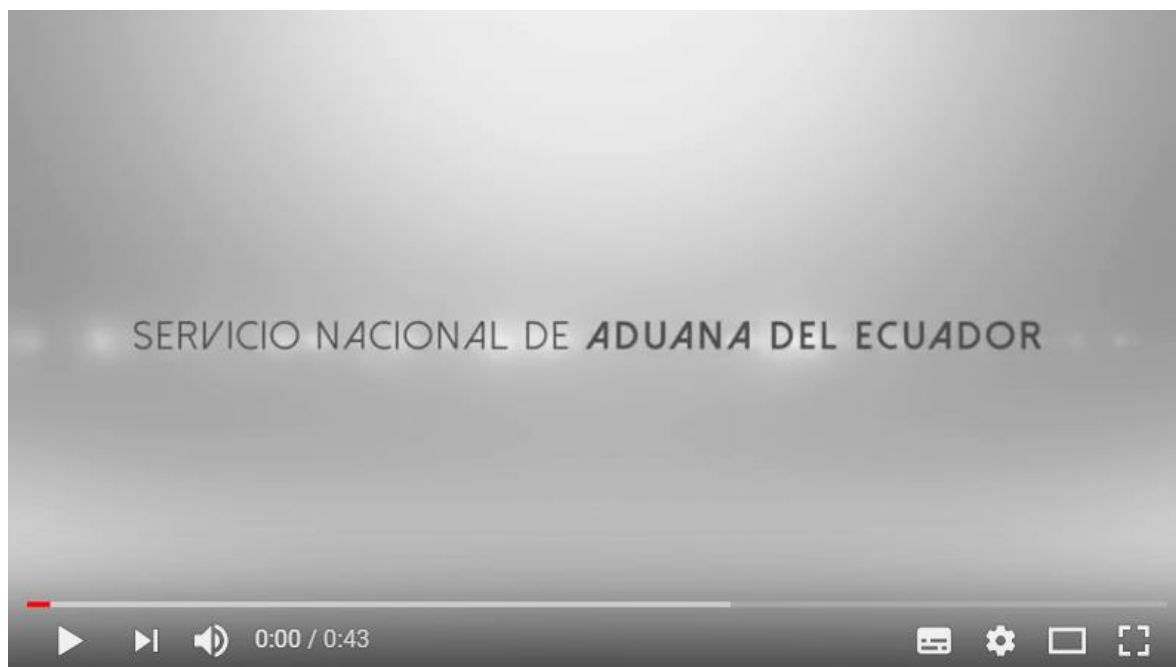 SERVICIO NACIONAL DE ADUANA DEL ECUADOR
0:00 / 0:43